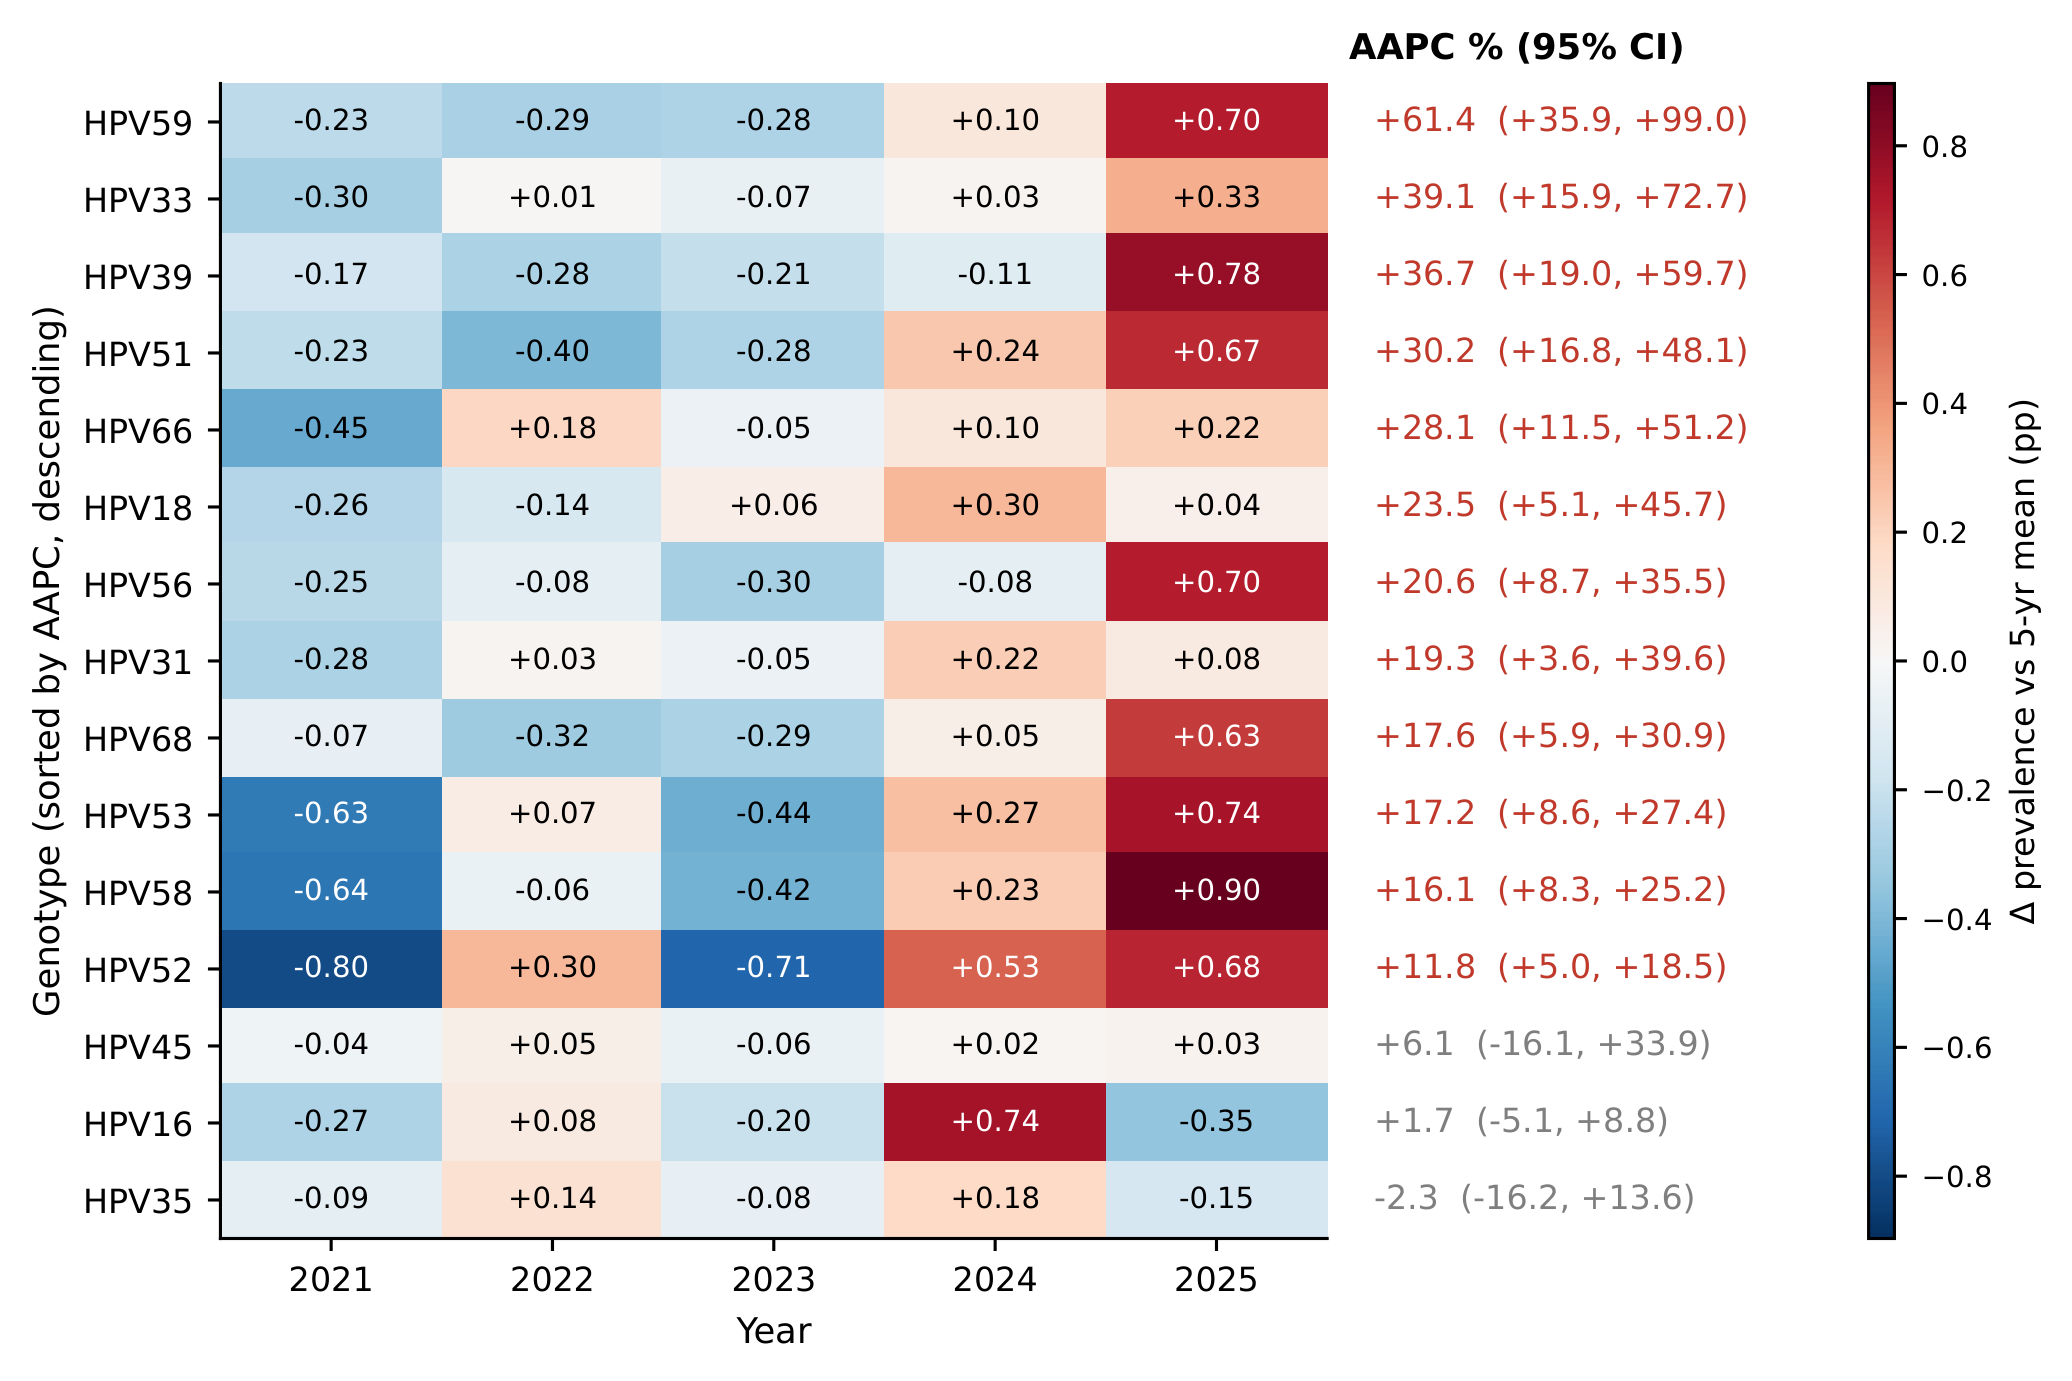 AAPC % (95% CI)
HPV59 -0.23 -0.29 -0.28 +0.10 +0.70 +61.4 (+35.9, +99.0)
HPV33 -0.30 +0.01 -0.07 +0.03 +0.33 +39.1 (+15.9, +72.7)
HPV39 -0.17 -0.28 -0.21 -0.11 +0.78 +36.7 (+19.0, +59.7)
HPV51 -0.23 -0.40 -0.28 +0.24 +0.67 +30.2 (+16.8, +48.1)
HPV66 -0.45 +0.18 -0.05 +0.10 +0.22 +28.1 (+11.5, +51.2)
HPV18 -0.26 -0.14 +0.06 +0.30 +0.04 +23.5 (+5.1, +45.7)
HPV56 -0.25 -0.08 -0.30 -0.08 +0.70 +20.6 (+8.7, +35.5)
HPV31 -0.28 +0.03 -0.05 +0.22 +0.08 +19.3 (+3.6, +39.6)
HPV68 -0.07 -0.32 -0.29 +0.05 +0.63 +17.6 (+5.9, +30.9)
HPV53 -0.63 +0.07 -0.44 +0.27 +0.74 +17.2 (+8.6, +27.4)
HPV58 -0.64 -0.06 -0.42 +0.23 +0.90 +16.1 (+8.3, +25.2)
HPV52 -0.80 +0.30 -0.71 +0.53 +0.68 +11.8 (+5.0, +18.5)
HPV45 -0.04 +0.05 -0.06 +0.02 +0.03 +6.1 (-16.1, +33.9)
HPV16 -0.27 +0.08 -0.20 +0.74 -0.35 +1.7 (-5.1, +8.8)
HPV35 -0.09 +0.14 -0.08 +0.18 -0.15 -2.3 (-16.2, +13.6)
2021 2022 2023 2024 2025
Year
Genotype (sorted by AAPC, descending)
0.8
0.6
0.4
0.2
0.0
−0.2
−0.4
−0.6
−0.8
Δ prevalence vs 5-yr mean (pp)